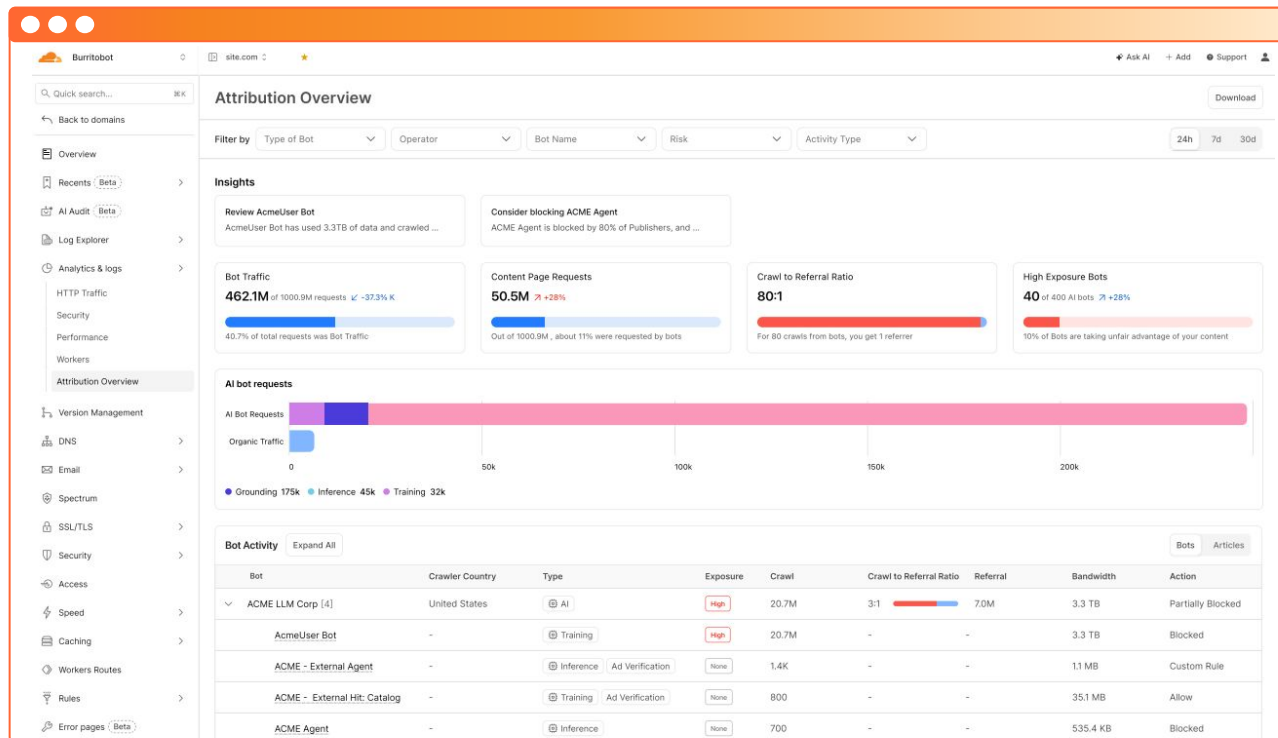 Burritobot
site.com
Ask AI
+ Add
Support
Quick search...
⌘K
Back to domains
Overview
Recents Beta
AI Audit Beta
Log Explorer
Analytics & logs
HTTP Traffic
Security
Performance
Workers
Attribution Overview
Version Management
DNS
Email
Spectrum
SSL/TLS
Security
Access
Speed
Caching
Workers Routes
Rules
Error pages Beta
Attribution Overview
Download
Filter by Type of Bot Operator Bot Name Risk Activity Type
24h 7d 30d
Insights
Review AcmeUser Bot
AcmeUser Bot has used 3.3TB of data and crawled ...
Consider blocking ACME Agent
ACME Agent is blocked by 80% of Publishers, and ...
Bot Traffic
462.1M of 1000.9M requests -37.3% K
40.7% of total requests was Bot Traffic
Content Page Requests
50.5M +28%
Out of 1000.9M , about 11% were requested by bots
Crawl to Referral Ratio
80:1
For 80 crawls from bots, you get 1 referrer
High Exposure Bots
40 of 400 AI bots +28%
10% of Bots are taking unfair advantage of your content
AI bot requests
AI Bot Requests
Organic Traffic
0 50k 100k 150k 200k
Grounding 175k Inference 45k Training 32k
Bot Activity Expand All
Bots Articles
Bot Crawler Country Type Exposure Crawl Crawl to Referral Ratio Referral Bandwidth Action
ACME LLM Corp [4] United States AI High 20.7M 3:1 7.0M 3.3 TB Partially Blocked
AcmeUser Bot - Training High 20.7M - - 3.3 TB Blocked
ACME - External Agent - Inference Ad Verification None 1.4K - - 1.1 MB Custom Rule
ACME - External Hit: Catalog - Training Ad Verification None 800 - - 35.1 MB Allow
ACME Agent - Inference None 700 - - 535.4 KB Blocked